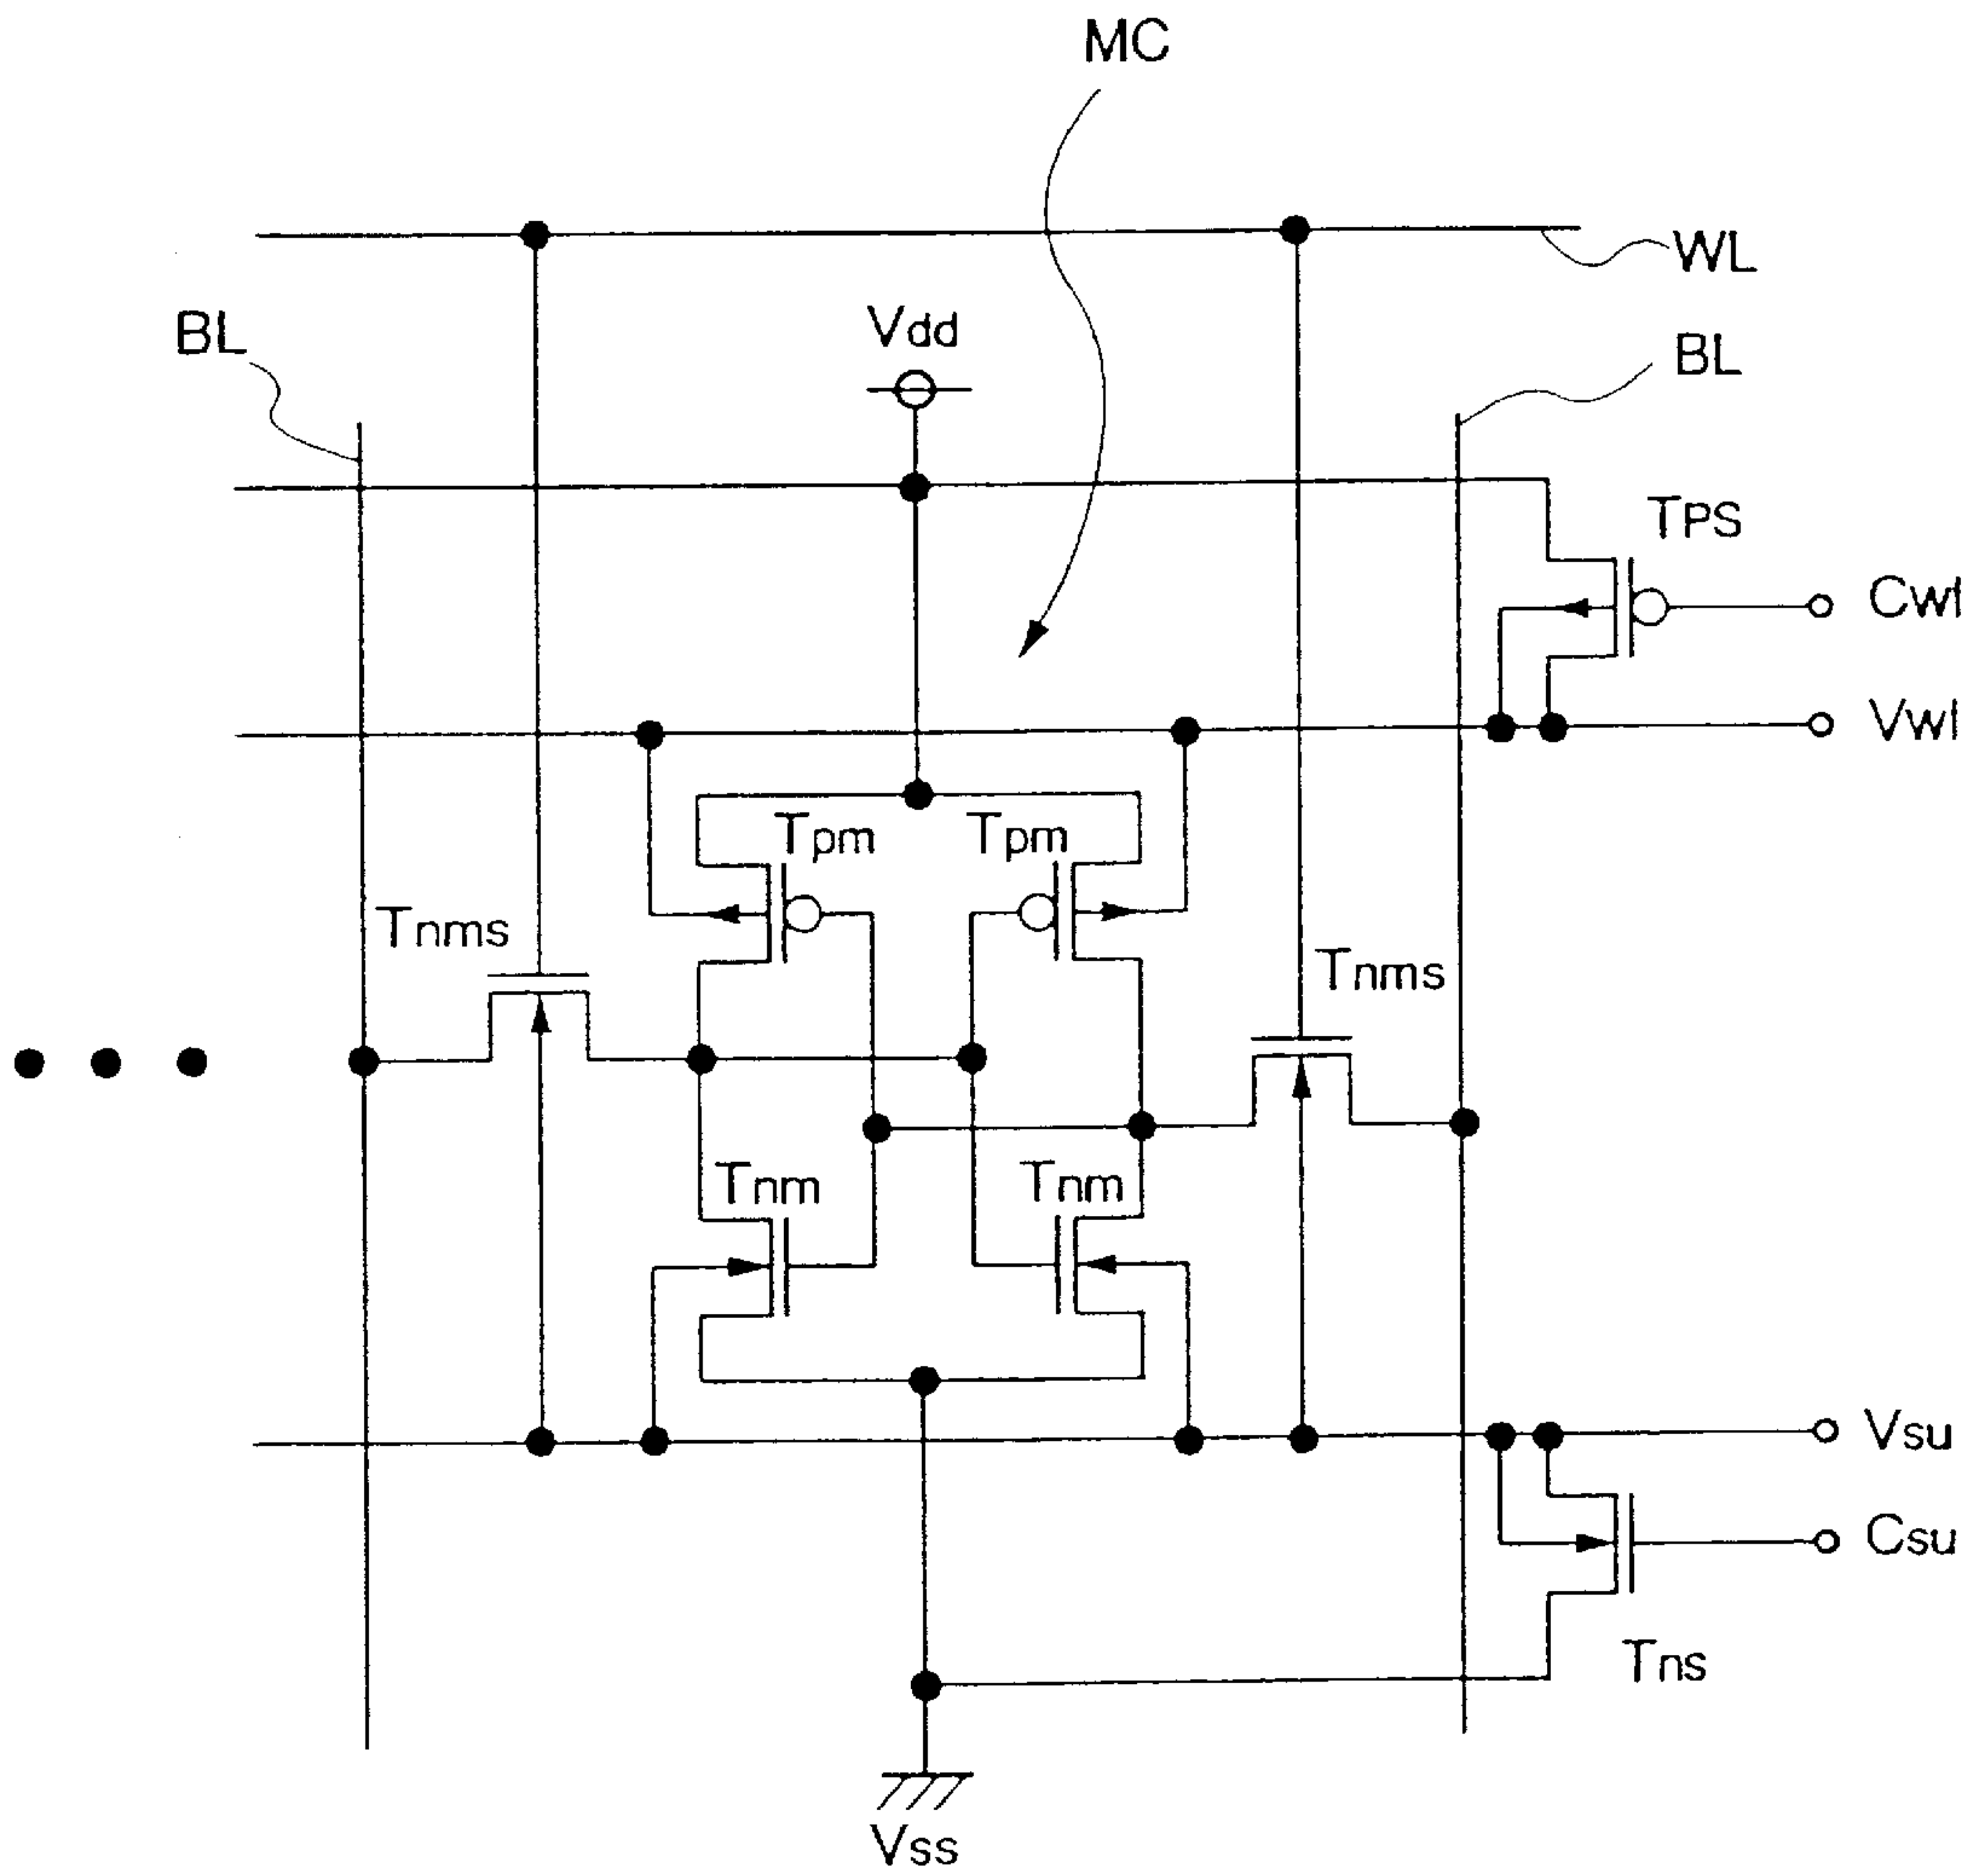 MC
WL
BL
Vdd
BL
TPS
Cwl
Vwl
Tpm
Tpm
Tnms
Tnms
Tnm
Tnm
Vsu
Csu
Tns
Vss